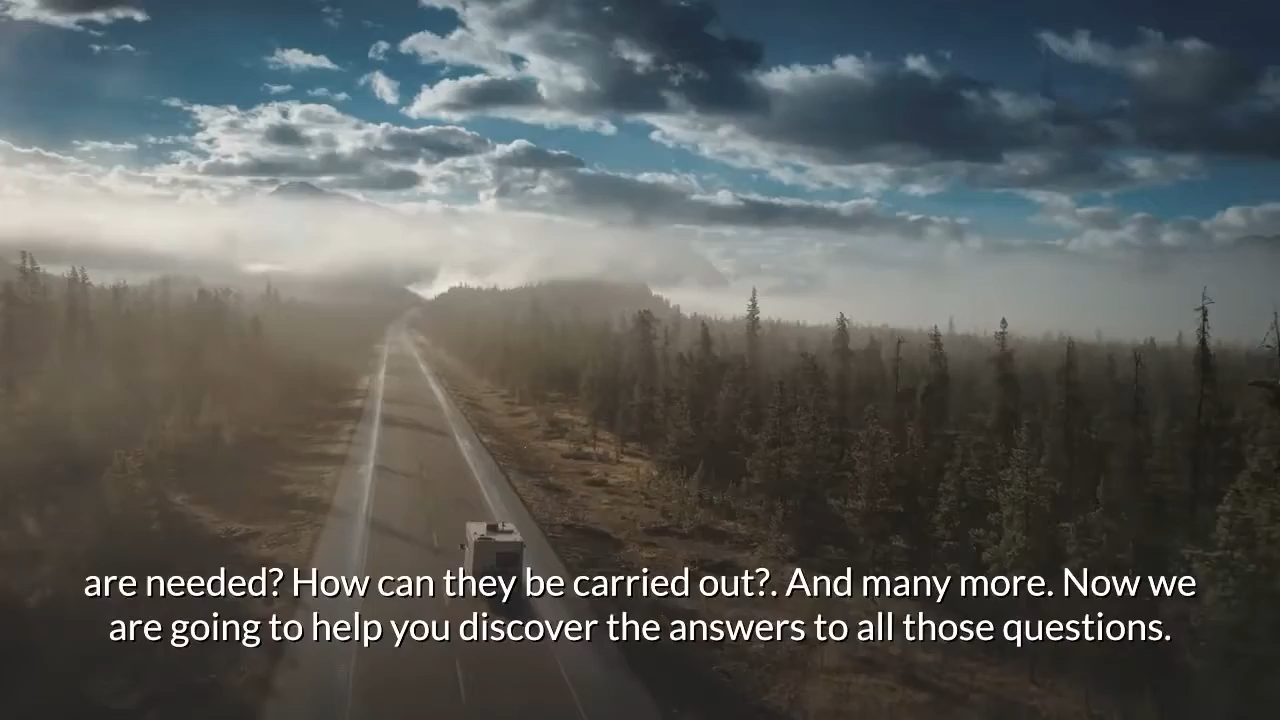 are needed? How can they be carried out?. And many more. Now we
are going to help you discover the answers to all those questions.